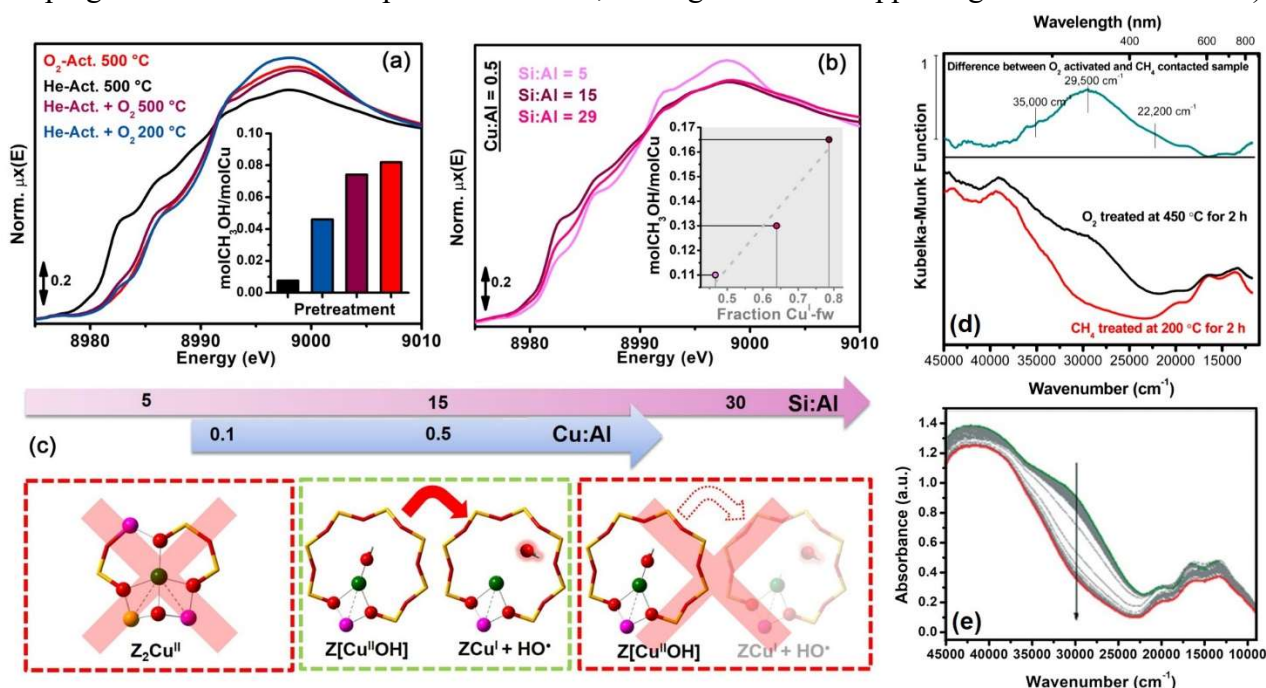 (a)
O₂-Act. 500 °C
He-Act. 500 °C
He-Act. + O₂ 500 °C
He-Act. + O₂ 200 °C
Norm. μx(E)
0.2
molCH₃OH/molCu
0.10
0.08
0.06
0.04
0.02
0.00
Pretreatment
8980 8990 9000 9010
Energy (eV)
(b)
Cu:Al = 0.5
Si:Al = 5
Si:Al = 15
Si:Al = 29
Norm. μx(E)
0.2
molCH₃OH/molCu
0.17
0.16
0.15
0.14
0.13
0.12
0.11
0.5 0.6 0.7 0.8
Fraction Cuᴵ-fw
8980 8990 9000 9010
Energy (eV)
5 15 30 Si:Al
0.1 0.5 Cu:Al
(c)
Z₂Cuᴵᴵ
Z[CuᴵᴵOH] ZCuᴵ + HO•
Z[CuᴵᴵOH] ZCuᴵ + HO•
Wavelength (nm)
400 600 800
1
Difference between O₂ activated and CH₄ contacted sample
29,500 cm⁻¹
35,000 cm⁻¹
22,200 cm⁻¹
Kubelka-Munk Function
O₂ treated at 450 °C for 2 h
(d)
CH₄ treated at 200 °C for 2 h
45000 40000 35000 30000 25000 20000 15000
Wavenumber (cm⁻¹)
Absorbance (a.u.)
1.4
1.2
1.0
0.8
0.6
0.4
0.2
0.0
(e)
45000 40000 35000 30000 25000 20000 15000 10000
Wavenumber (cm⁻¹)